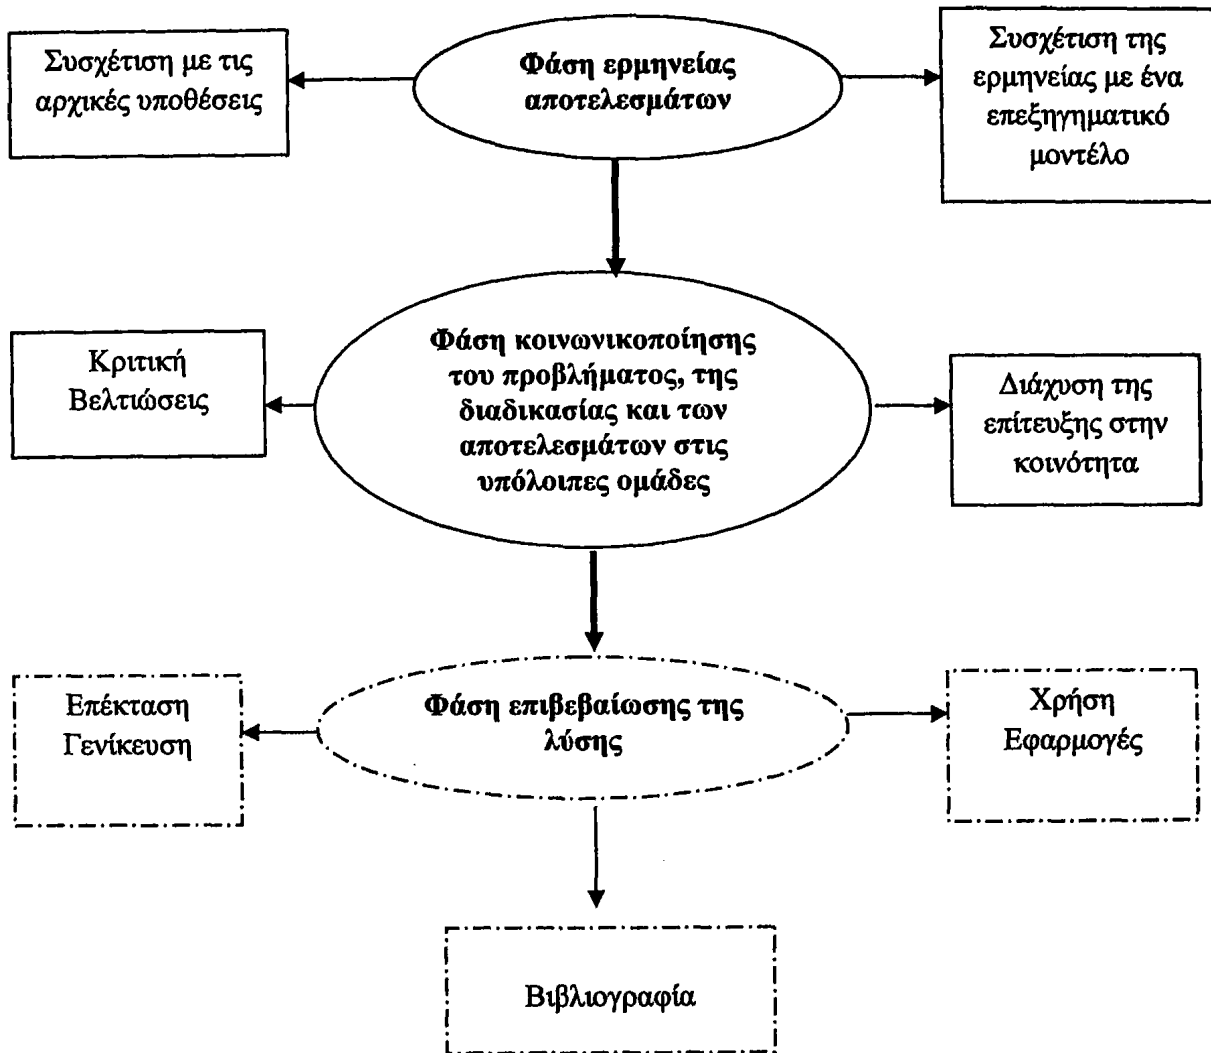 Συσχέτιση με τις
αρχικές υποθέσεις
Φάση ερμηνείας
αποτελεσμάτων
Συσχέτιση της
ερμηνείας με ένα
επεξηγηματικό
μοντέλο
Κριτική
Βελτιώσεις
Φάση κοινωνικοποίησης
του προβλήματος, της
διαδικασίας και των
αποτελεσμάτων στις
υπόλοιπες ομάδες
Διάχυση της
επίτευξης στην
κοινότητα
Επέκταση
Γενίκευση
Φάση επιβεβαίωσης της
λύσης
Χρήση
Εφαρμογές
Βιβλιογραφία